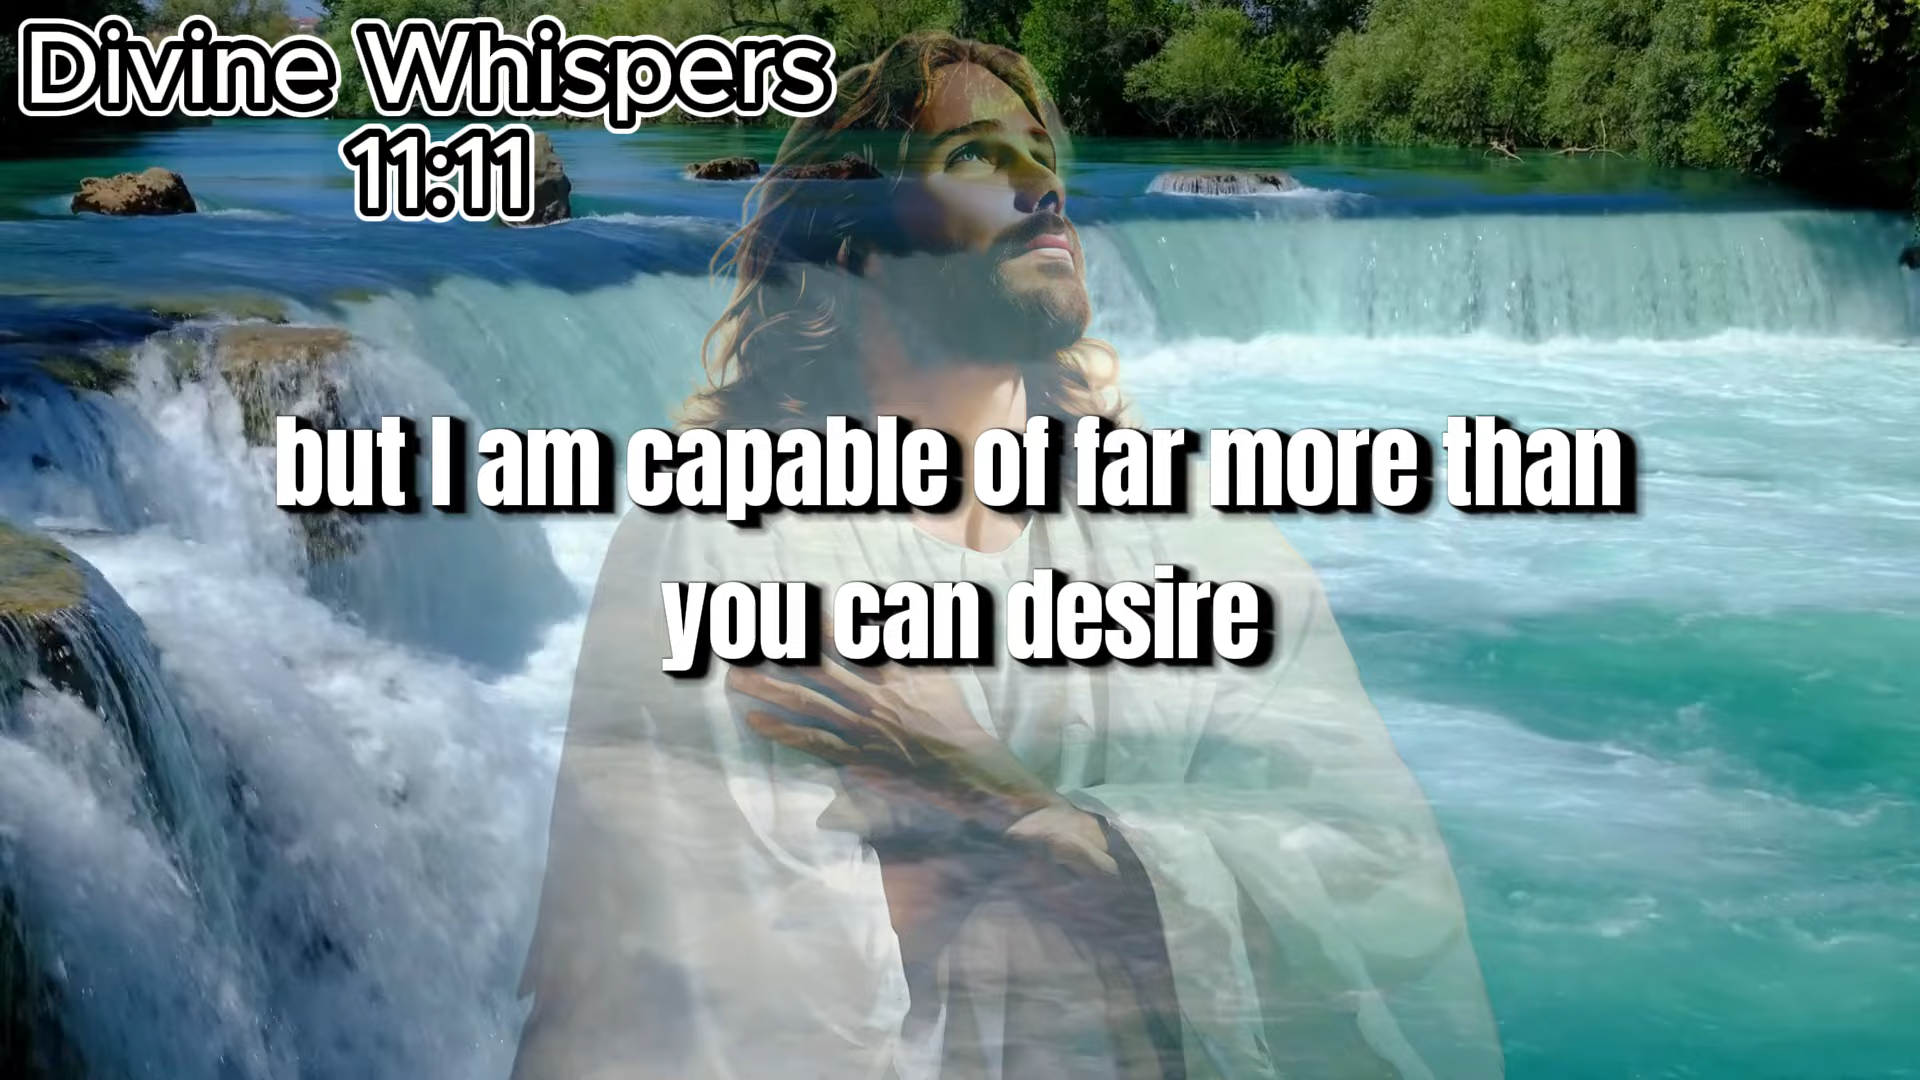 Divine Whispers
11:11
but I am capable of far more than
you can desire